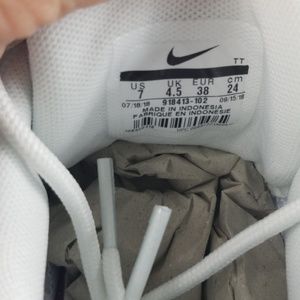 TT
US UK EUR cm
7 4.5 38 24
07/18/18 918413-102 09/15/18
MADE IN INDONESIA
FABRIQUÉ EN INDONÉSIE